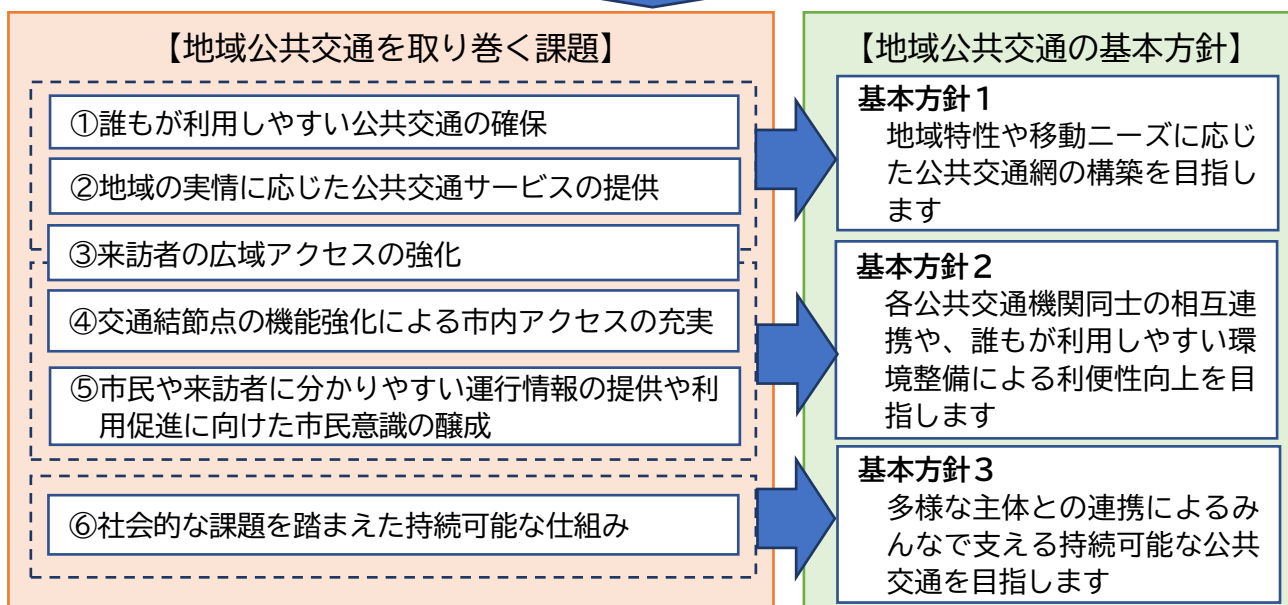 【地域公共交通を取り巻く課題】
①誰もが利用しやすい公共交通の確保
②地域の実情に応じた公共交通サービスの提供
③来訪者の広域アクセスの強化
④交通結節点の機能強化による市内アクセスの充実
⑤市民や来訪者に分かりやすい運行情報の提供や利
用促進に向けた市民意識の醸成
⑥社会的な課題を踏まえた持続可能な仕組み
【地域公共交通の基本方針】
基本方針1
地域特性や移動ニーズに応じ
た公共交通網の構築を目指し
ます
基本方針2
各公共交通機関同士の相互連
携や、誰もが利用しやすい環
境整備による利便性向上を目
指します
基本方針3
多様な主体との連携によるみ
んなで支える持続可能な公共
交通を目指します